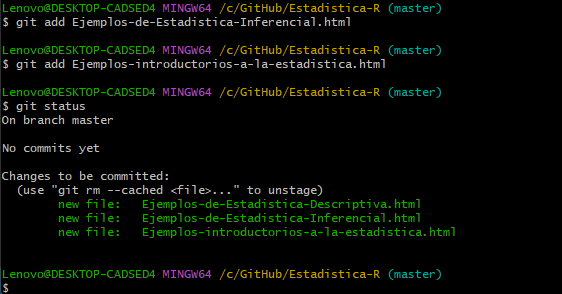 Lenovo@DESKTOP-CADSED4 MINGW64 /c/GitHub/Estadistica-R (master)
$ git add Ejemplos-de-Estadistica-Inferencial.html
Lenovo@DESKTOP-CADSED4 MINGW64 /c/GitHub/Estadistica-R (master)
$ git add Ejemplos-introductorios-a-la-estadistica.html
Lenovo@DESKTOP-CADSED4 MINGW64 /c/GitHub/Estadistica-R (master)
$ git status
On branch master
No commits yet
Changes to be committed:
  (use "git rm --cached <file>..." to unstage)
        new file:   Ejemplos-de-Estadistica-Descriptiva.html
        new file:   Ejemplos-de-Estadistica-Inferencial.html
        new file:   Ejemplos-introductorios-a-la-estadistica.html
Lenovo@DESKTOP-CADSED4 MINGW64 /c/GitHub/Estadistica-R (master)
$